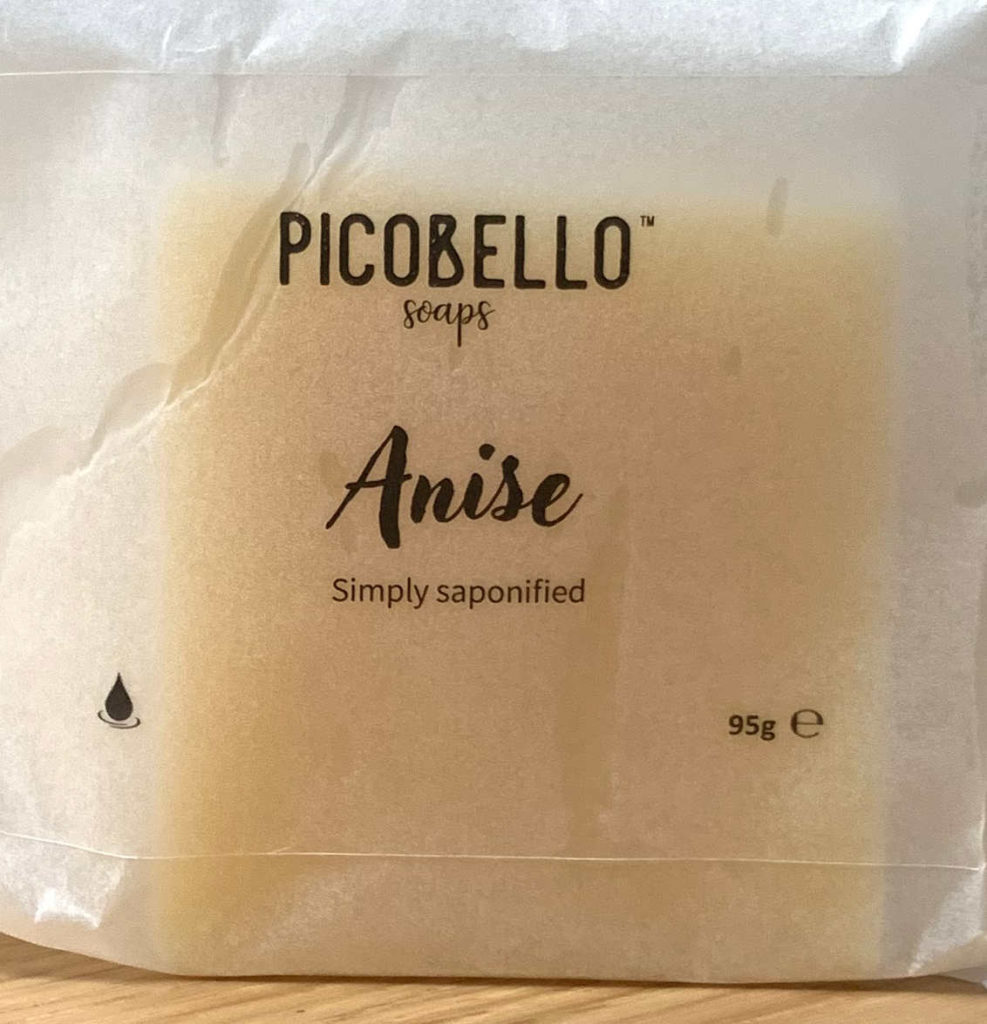 PICOBELLO™
soaps
Anise
Simply saponified
95g ℮